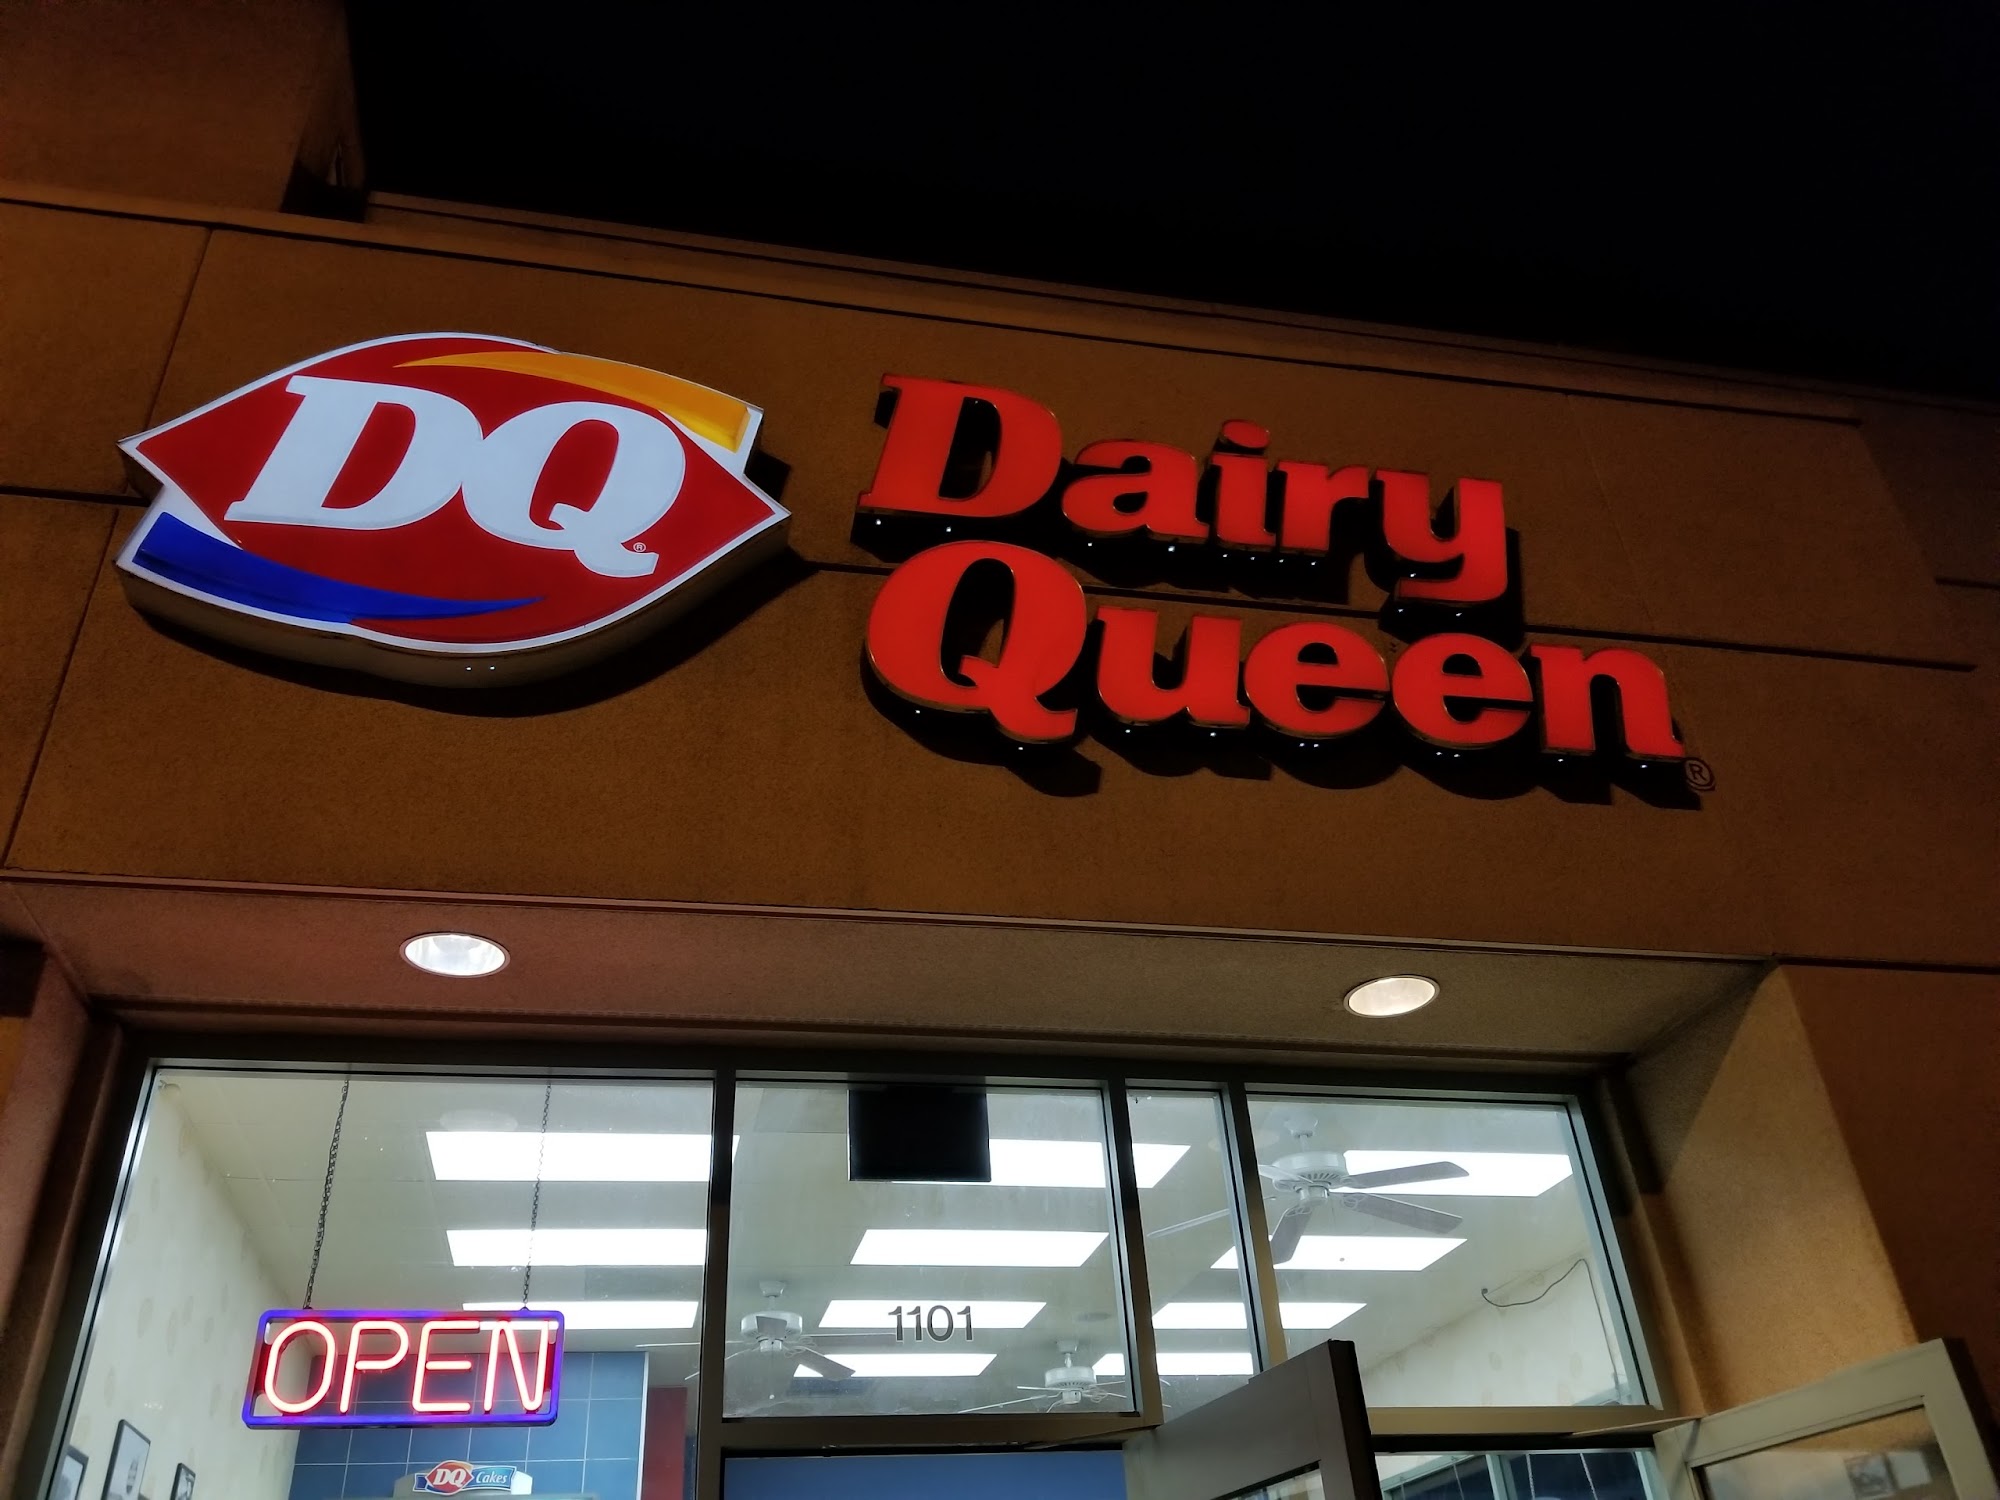 DQ®
Dairy
Queen®
1101
OPEN
DQ Cakes